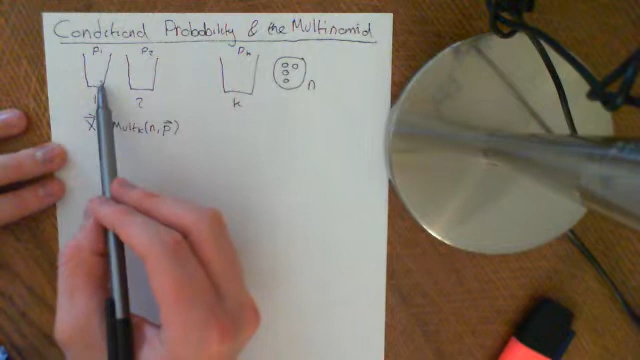 Conditional Probability & the Multinomial
P₁ P₂ Pₖ
n
1 2 k
X⃗ Multₖ(n, p⃗)